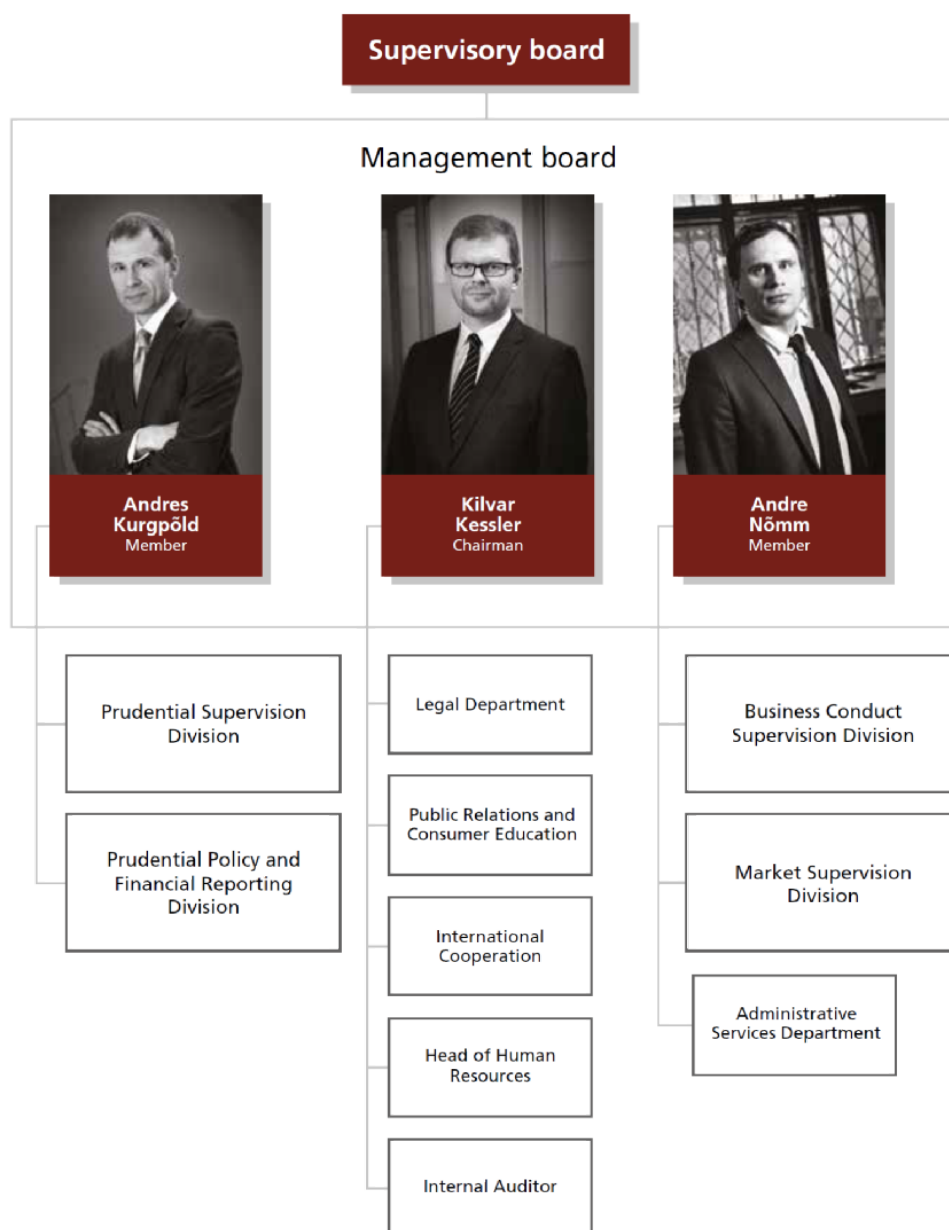 Supervisory board
Management board
Andres
Kurgpõld
Member
Kilvar
Kessler
Chairman
Andre
Nõmm
Member
Prudential Supervision
Division
Prudential Policy and
Financial Reporting
Division
Legal Department
Public Relations and
Consumer Education
International
Cooperation
Head of Human
Resources
Internal Auditor
Business Conduct
Supervision Division
Market Supervision
Division
Administrative
Services Department